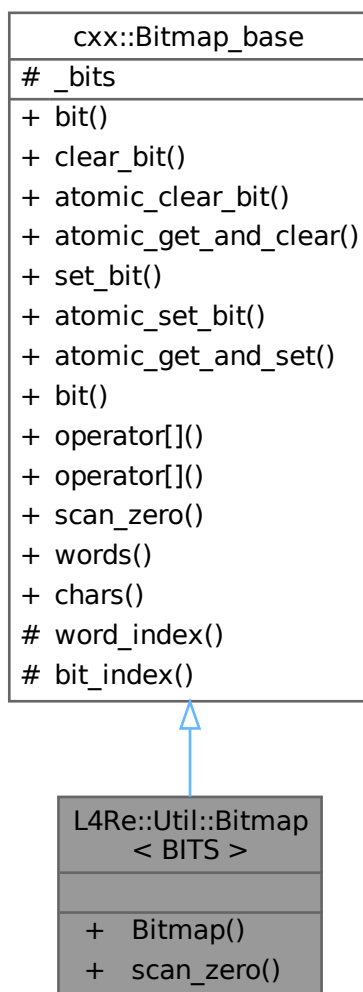 cxx::Bitmap_base
# _bits
+ bit()
+ clear_bit()
+ atomic_clear_bit()
+ atomic_get_and_clear()
+ set_bit()
+ atomic_set_bit()
+ atomic_get_and_set()
+ bit()
+ operator[]()
+ operator[]()
+ scan_zero()
+ words()
+ chars()
# word_index()
# bit_index()
L4Re::Util::Bitmap
< BITS >
+ Bitmap()
+ scan_zero()